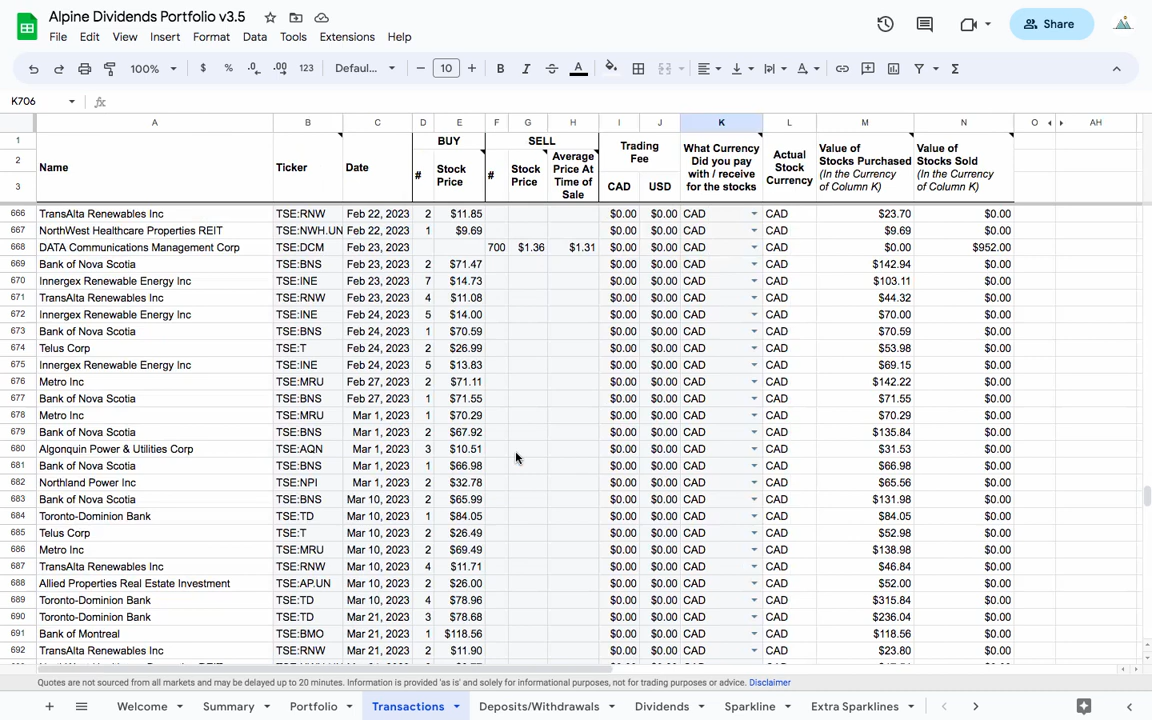 Alpine Dividends Portfolio v3.5
File Edit View Insert Format Data Tools Extensions Help
Share
100% $ % .0 .00 123 Defaul... − 10 + B I S A Σ
K706 fx
A B C D E F G H I J K L M N O AH
1 BUY SELL
2 Name Ticker Date # Stock Price # Stock Price Average Price At Time of Sale Trading Fee What Currency Did you pay with / receive for the stocks Actual Stock Currency Value of Stocks Purchased (In the Currency of Column K) Value of Stocks Sold (In the Currency of Column K)
3 CAD USD
666 TransAlta Renewables Inc TSE:RNW Feb 22, 2023 2 $11.85 $0.00 $0.00 CAD CAD $23.70 $0.00
667 NorthWest Healthcare Properties REIT TSE:NWH.UN Feb 22, 2023 1 $9.69 $0.00 $0.00 CAD CAD $9.69 $0.00
668 DATA Communications Management Corp TSE:DCM Feb 23, 2023 700 $1.36 $1.31 $0.00 $0.00 CAD CAD $0.00 $952.00
669 Bank of Nova Scotia TSE:BNS Feb 23, 2023 2 $71.47 $0.00 $0.00 CAD CAD $142.94 $0.00
670 Innergex Renewable Energy Inc TSE:INE Feb 23, 2023 7 $14.73 $0.00 $0.00 CAD CAD $103.11 $0.00
671 TransAlta Renewables Inc TSE:RNW Feb 23, 2023 4 $11.08 $0.00 $0.00 CAD CAD $44.32 $0.00
672 Innergex Renewable Energy Inc TSE:INE Feb 24, 2023 5 $14.00 $0.00 $0.00 CAD CAD $70.00 $0.00
673 Bank of Nova Scotia TSE:BNS Feb 24, 2023 1 $70.59 $0.00 $0.00 CAD CAD $70.59 $0.00
674 Telus Corp TSE:T Feb 24, 2023 2 $26.99 $0.00 $0.00 CAD CAD $53.98 $0.00
675 Innergex Renewable Energy Inc TSE:INE Feb 24, 2023 5 $13.83 $0.00 $0.00 CAD CAD $69.15 $0.00
676 Metro Inc TSE:MRU Feb 27, 2023 2 $71.11 $0.00 $0.00 CAD CAD $142.22 $0.00
677 Bank of Nova Scotia TSE:BNS Feb 27, 2023 1 $71.55 $0.00 $0.00 CAD CAD $71.55 $0.00
678 Metro Inc TSE:MRU Mar 1, 2023 1 $70.29 $0.00 $0.00 CAD CAD $70.29 $0.00
679 Bank of Nova Scotia TSE:BNS Mar 1, 2023 2 $67.92 $0.00 $0.00 CAD CAD $135.84 $0.00
680 Algonquin Power & Utilities Corp TSE:AQN Mar 1, 2023 3 $10.51 $0.00 $0.00 CAD CAD $31.53 $0.00
681 Bank of Nova Scotia TSE:BNS Mar 1, 2023 1 $66.98 $0.00 $0.00 CAD CAD $66.98 $0.00
682 Northland Power Inc TSE:NPI Mar 1, 2023 2 $32.78 $0.00 $0.00 CAD CAD $65.56 $0.00
683 Bank of Nova Scotia TSE:BNS Mar 10, 2023 2 $65.99 $0.00 $0.00 CAD CAD $131.98 $0.00
684 Toronto-Dominion Bank TSE:TD Mar 10, 2023 1 $84.05 $0.00 $0.00 CAD CAD $84.05 $0.00
685 Telus Corp TSE:T Mar 10, 2023 2 $26.49 $0.00 $0.00 CAD CAD $52.98 $0.00
686 Metro Inc TSE:MRU Mar 10, 2023 2 $69.49 $0.00 $0.00 CAD CAD $138.98 $0.00
687 TransAlta Renewables Inc TSE:RNW Mar 10, 2023 4 $11.71 $0.00 $0.00 CAD CAD $46.84 $0.00
688 Allied Properties Real Estate Investment TSE:AP.UN Mar 10, 2023 2 $26.00 $0.00 $0.00 CAD CAD $52.00 $0.00
689 Toronto-Dominion Bank TSE:TD Mar 10, 2023 4 $78.96 $0.00 $0.00 CAD CAD $315.84 $0.00
690 Toronto-Dominion Bank TSE:TD Mar 21, 2023 3 $78.68 $0.00 $0.00 CAD CAD $236.04 $0.00
691 Bank of Montreal TSE:BMO Mar 21, 2023 1 $118.56 $0.00 $0.00 CAD CAD $118.56 $0.00
692 TransAlta Renewables Inc TSE:RNW Mar 21, 2023 2 $11.90 $0.00 $0.00 CAD CAD $23.80 $0.00
Quotes are not sourced from all markets and may be delayed up to 20 minutes. Information is provided 'as is' and solely for informational purposes, not for trading purposes or advice. Disclaimer
Welcome Summary Portfolio Transactions Deposits/Withdrawals Dividends Sparkline Extra Sparklines